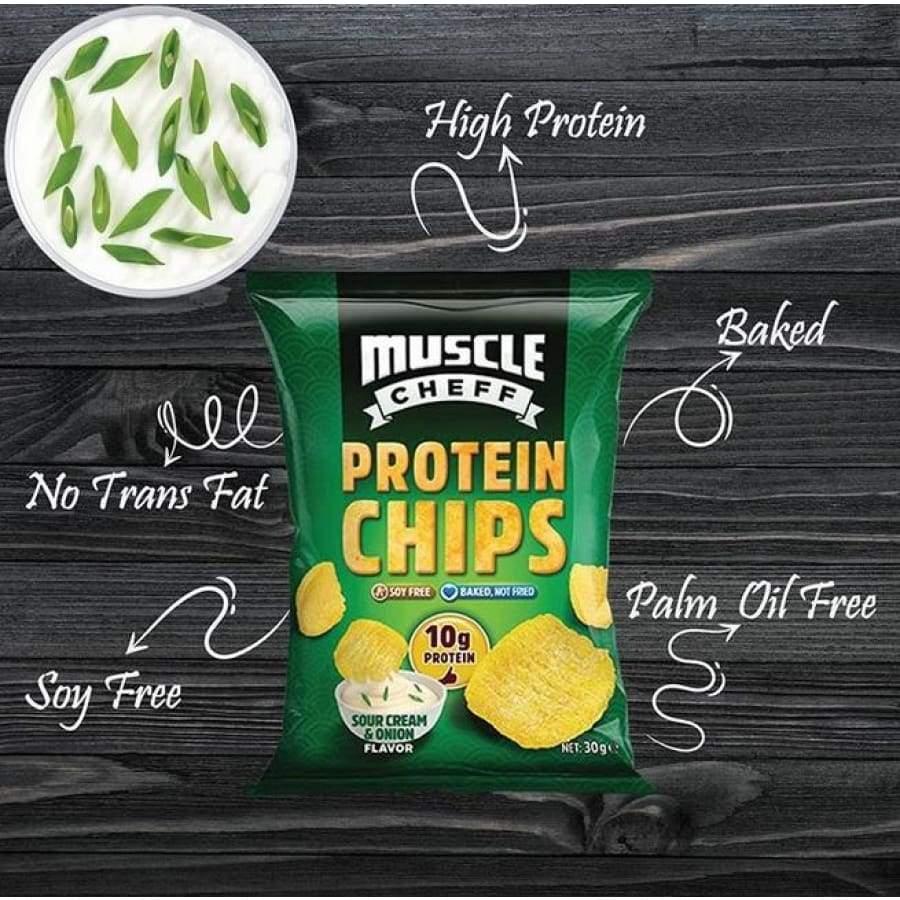 High Protein
Baked
No Trans Fat
Palm Oil Free
Soy Free
MUSCLE
CHEFF
PROTEIN
CHIPS
SOY FREE
BAKED, NOT FRIED
10g
PROTEIN
SOUR CREAM
& ONION
FLAVOR
NET: 30g e